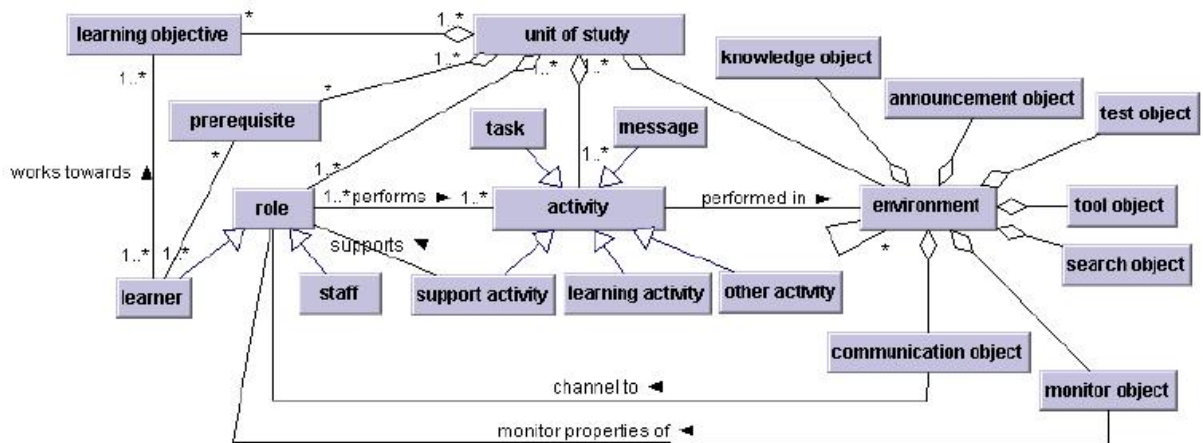 learning objective
*
1..*
unit of study
1..*
1..*
1..*
1..*
knowledge object
announcement object
test object
*
prerequisite
task
message
*
1..*
1..*
works towards ▲
role
1..*
performs ►
1..*
activity
performed in ►
environment
tool object
supports ◄
*
search object
1..*
1..*
learner
staff
support activity
learning activity
other activity
communication object
channel to ◄
monitor object
monitor properties of ◄